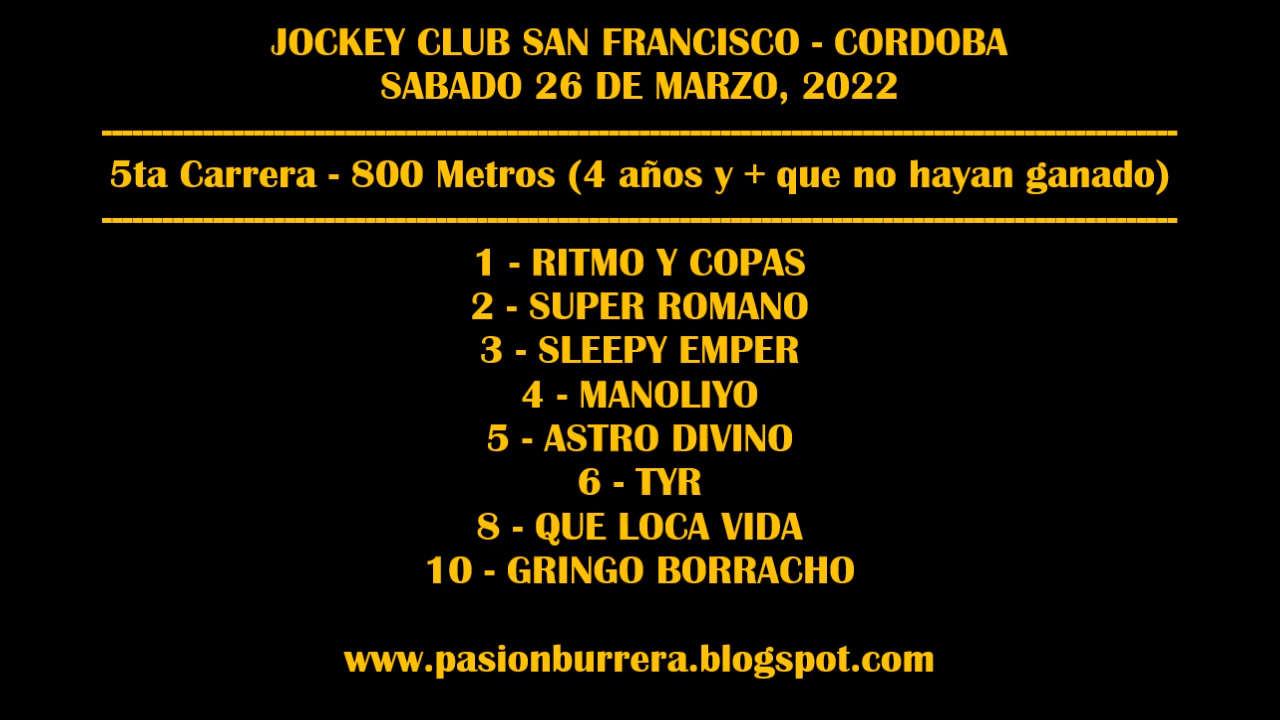 JOCKEY CLUB SAN FRANCISCO - CORDOBA
SABADO 26 DE MARZO, 2022
5ta Carrera - 800 Metros (4 años y + que no hayan ganado)
1 - RITMO Y COPAS
2 - SUPER ROMANO
3 - SLEEPY EMPER
4 - MANOLIYO
5 - ASTRO DIVINO
6 - TYR
8 - QUE LOCA VIDA
10 - GRINGO BORRACHO
www.pasionburrera.blogspot.com